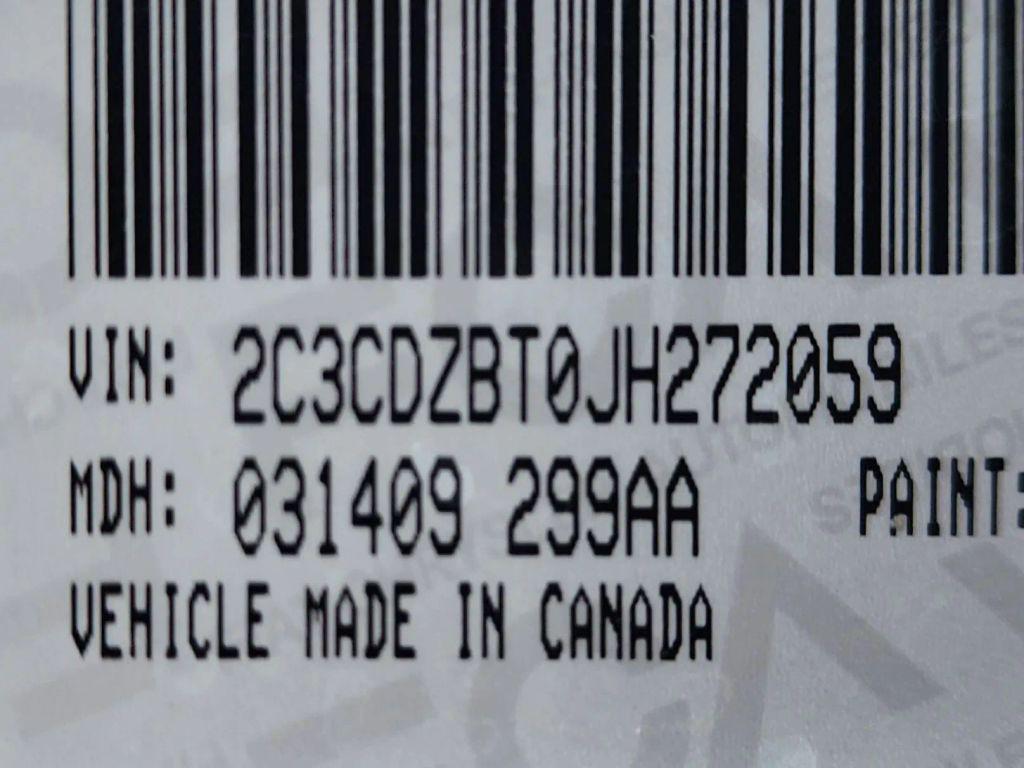 VIN: 2C3CDZBT0JH272059
MDH: 031409 299AA PAINT:
VEHICLE MADE IN CANADA